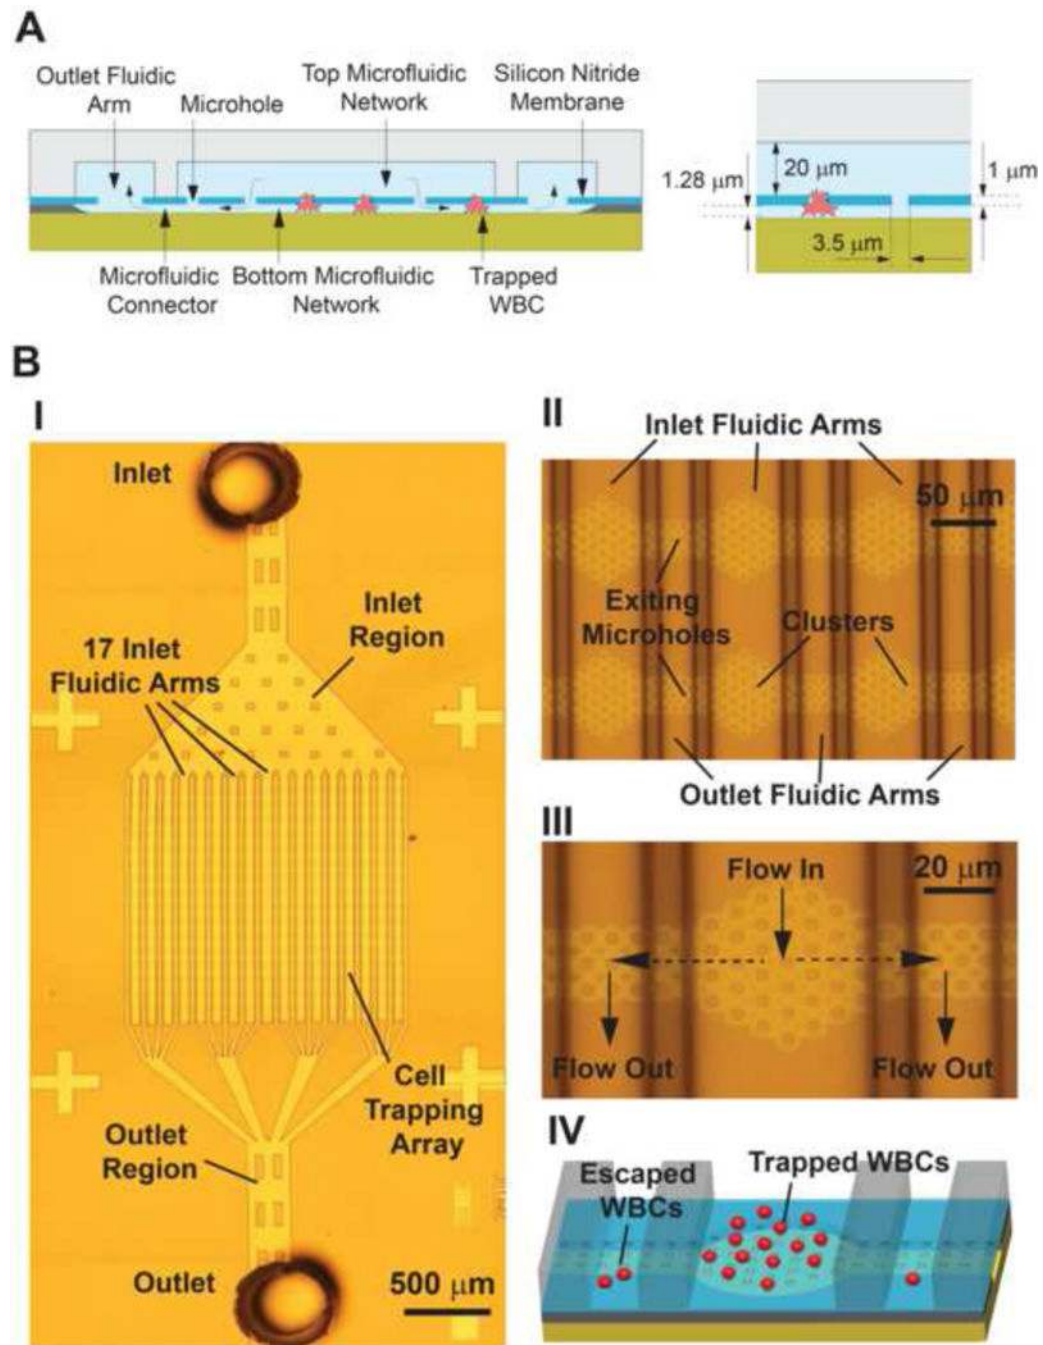 A
Outlet Fluidic
Arm
Microhole
Top Microfluidic
Network
Silicon Nitride
Membrane
Microfluidic
Connector
Bottom Microfluidic
Network
Trapped
WBC
1.28 μm
20 μm
1 μm
3.5 μm
B
I
Inlet
Inlet
Region
17 Inlet
Fluidic Arms
Cell
Trapping
Array
Outlet
Region
Outlet
500 μm
II
Inlet Fluidic Arms
50 μm
Exiting
Microholes
Clusters
Outlet Fluidic Arms
III
Flow In
20 μm
Flow Out
Flow Out
IV
Escaped
WBCs
Trapped WBCs